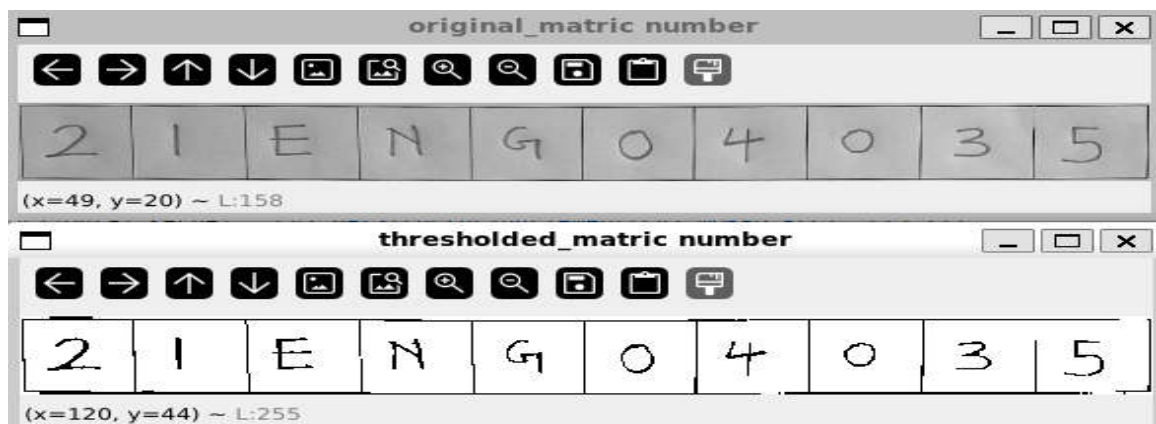 original_matric number
2 1 E N G 0 4 0 3 5
(x=49, y=20) ~ L:158
thresholded_matric number
2 1 E N G 0 4 0 3 5
(x=120, y=44) ~ L:255